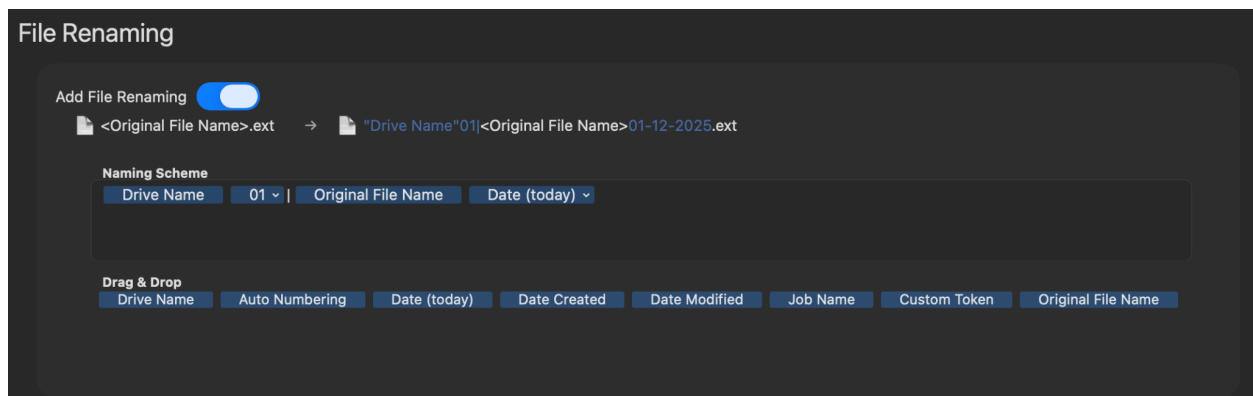 File Renaming
Add File Renaming
<Original File Name>.ext → "Drive Name"01|<Original File Name>01-12-2025.ext
Naming Scheme
Drive Name 01 | Original File Name Date (today)
Drag & Drop
Drive Name Auto Numbering Date (today) Date Created Date Modified Job Name Custom Token Original File Name